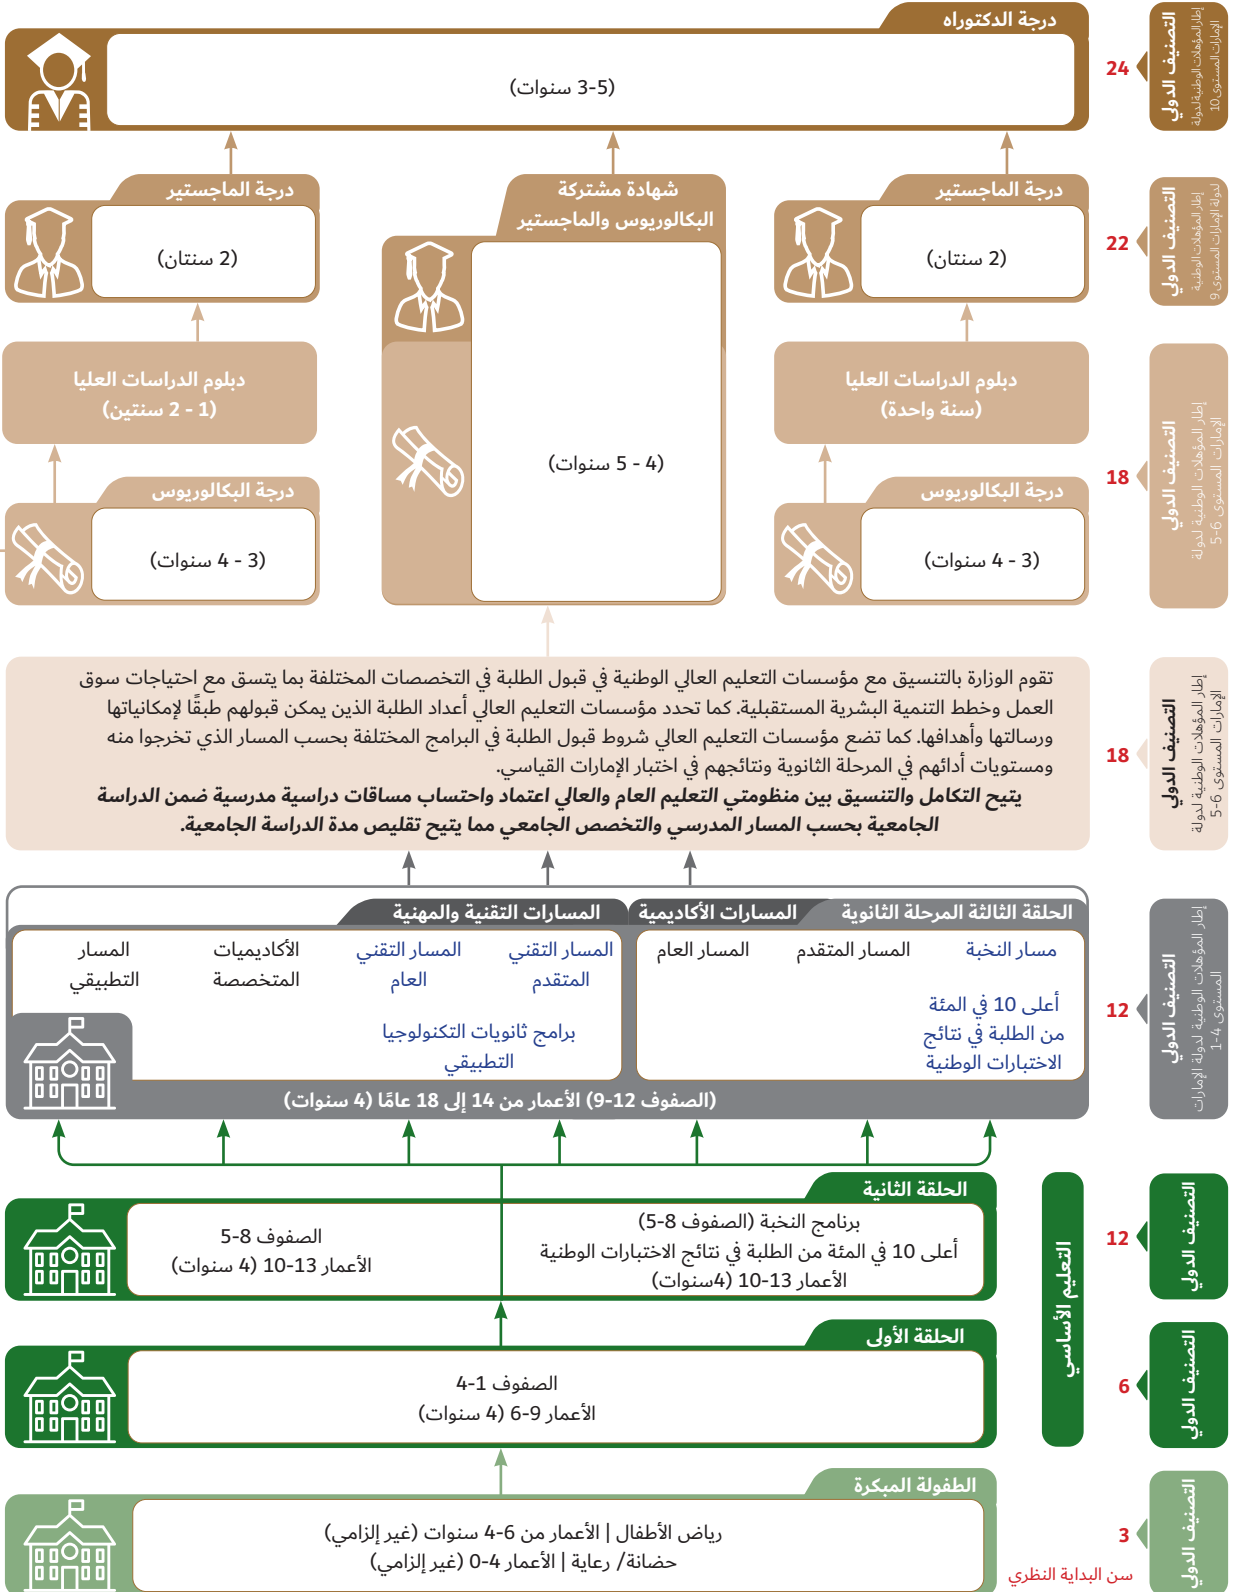 درجة الدكتوراه
(3-5 سنوات)
24
التصنيف الدولي
إطار المؤهلات الوطنية لدولة
الإمارات المستوى 10
درجة الماجستير
(2 سنتان)
شهادة مشتركة
البكالوريوس والماجستير
(4 - 5 سنوات)
درجة الماجستير
(2 سنتان)
22
التصنيف الدولي
إطار المؤهلات الوطنية
لدولة الإمارات المستوى 9
دبلوم الدراسات العليا
(سنة واحدة)
دبلوم الدراسات العليا
(1 - 2 سنتين)
درجة البكالوريوس
(3 - 4 سنوات)
درجة البكالوريوس
(3 - 4 سنوات)
18
التصنيف الدولي
إطار المؤهلات الوطنية لدولة
الإمارات المستوى 6-5
تقوم الوزارة بالتنسيق مع مؤسسات التعليم العالي الوطنية في قبول الطلبة في التخصصات المختلفة بما يتسق مع احتياجات سوق
العمل وخطط التنمية البشرية المستقبلية. كما تحدد مؤسسات التعليم العالي أعداد الطلبة الذين يمكن قبولهم طبقًا لإمكانياتها
ورسالتها وأهدافها. كما تضع مؤسسات التعليم العالي شروط قبول الطلبة في البرامج المختلفة بحسب المسار الذي تخرجوا منه
ومستويات أدائهم في المرحلة الثانوية ونتائجهم في اختبار الإمارات القياسي.
يتيح التكامل والتنسيق بين منظومتي التعليم العام والعالي اعتماد واحتساب مساقات دراسية مدرسية ضمن الدراسة
الجامعية بحسب المسار المدرسي والتخصص الجامعي مما يتيح تقليص مدة الدراسة الجامعية.
18
التصنيف الدولي
إطار المؤهلات الوطنية لدولة
الإمارات المستوى 6-5
الحلقة الثالثة المرحلة الثانوية
المسارات الأكاديمية
المسارات التقنية والمهنية
مسار النخبة
أعلى 10 في المئة
من الطلبة في نتائج
الاختبارات الوطنية
المسار المتقدم
المسار العام
المسار التقني
المتقدم
المسار التقني
العام
برامج ثانويات التكنولوجيا
التطبيقي
الأكاديميات
المتخصصة
المسار
التطبيقي
(الصفوف 12-9) الأعمار من 14 إلى 18 عامًا (4 سنوات)
12
التصنيف الدولي
إطار المؤهلات الوطنية لدولة الإمارات
المستوى 4-1
الحلقة الثانية
برنامج النخبة (الصفوف 8-5)
أعلى 10 في المئة من الطلبة في نتائج الاختبارات الوطنية
الأعمار 13-10 (4سنوات)
الصفوف 8-5
الأعمار 13-10 (4 سنوات)
12
التصنيف الدولي
التعليم الأساسي
الحلقة الأولى
الصفوف 1-4
الأعمار 9-6 (4 سنوات)
6
التصنيف الدولي
الطفولة المبكرة
رياض الأطفال | الأعمار من 6-4 سنوات (غير إلزامي)
حضانة/ رعاية | الأعمار 4-0 (غير إلزامي)
3
سن البداية النظري
التصنيف الدولي